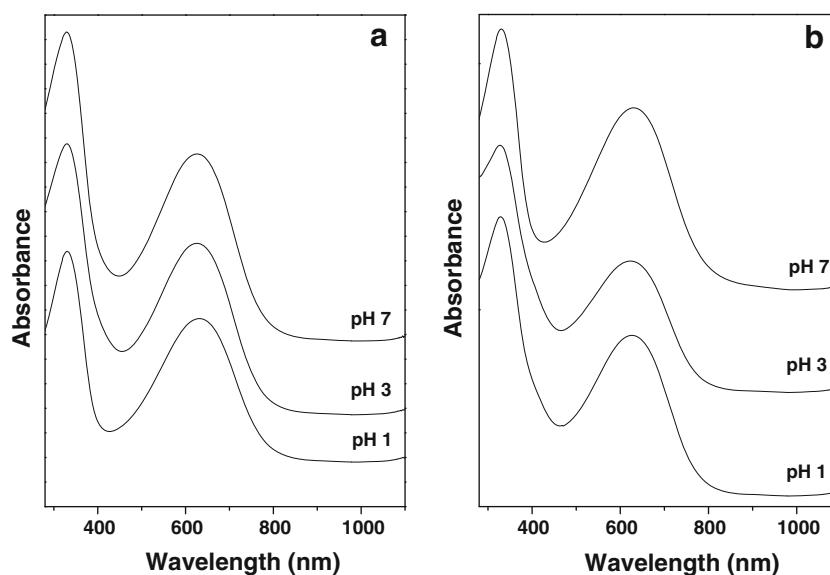 a
Absorbance
pH 7
pH 3
pH 1
400 600 800 1000
Wavelength (nm)
b
Absorbance
pH 7
pH 3
pH 1
400 600 800 1000
Wavelength (nm)